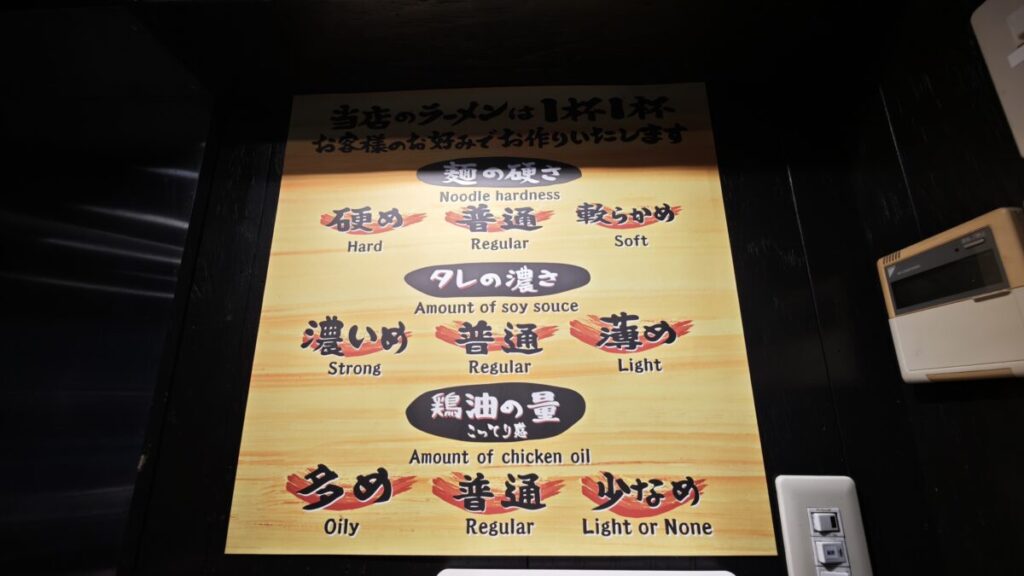 当店のラーメンは1杯1杯
お客様のお好みでお作りいたします
麺の硬さ
Noodle hardness
硬め 普通 軟らかめ
Hard Regular Soft
タレの濃さ
Amount of soy souce
濃いめ 普通 薄め
Strong Regular Light
鶏油の量
こってり感
Amount of chicken oil
多め 普通 少なめ
Oily Regular Light or None